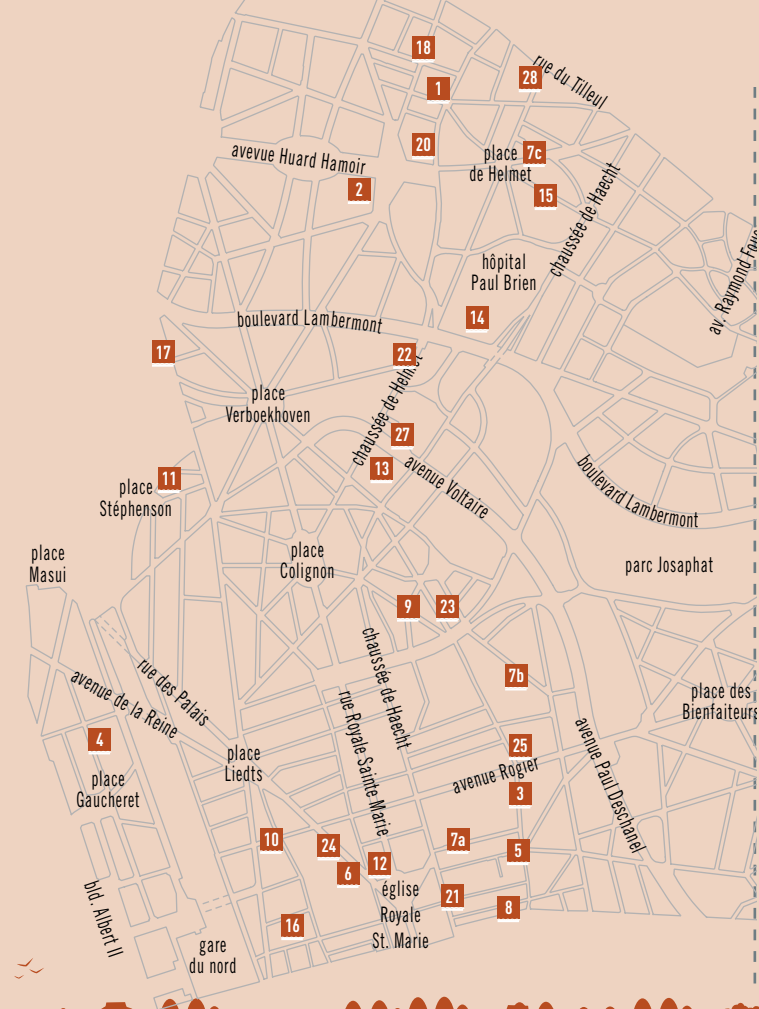 18
1
28
rue du Tilleul
20
avevue Huard Hamoir
place
de Helmet
7c
2
15
chaussée de Haecht
hôpital
Paul Brien
14
boulevard Lambermont
17
22
chaussée de Helmet
place
Verboekhoven
27
13
avenue Voltaire
11
place
Stéphenson
boulevard Lambermont
place
Masui
place
Colignon
parc Josaphat
9
23
chaussée de Haecht
rue des Palais
avenue de la Reine
7b
place des
Bienfaiteurs
rue Royale Sainte Marie
4
place
Liedts
25
avenue Rogier
avenue Paul Deschanel
place
Gaucheret
3
10
24
7a
5
12
6
église
Royale
St. Marie
21
8
bld. Albert II
16
gare
du nord
av. Raymond